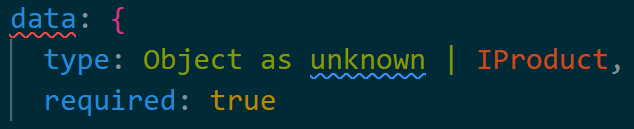 data: {
type: Object as unknown | IProduct,
required: true